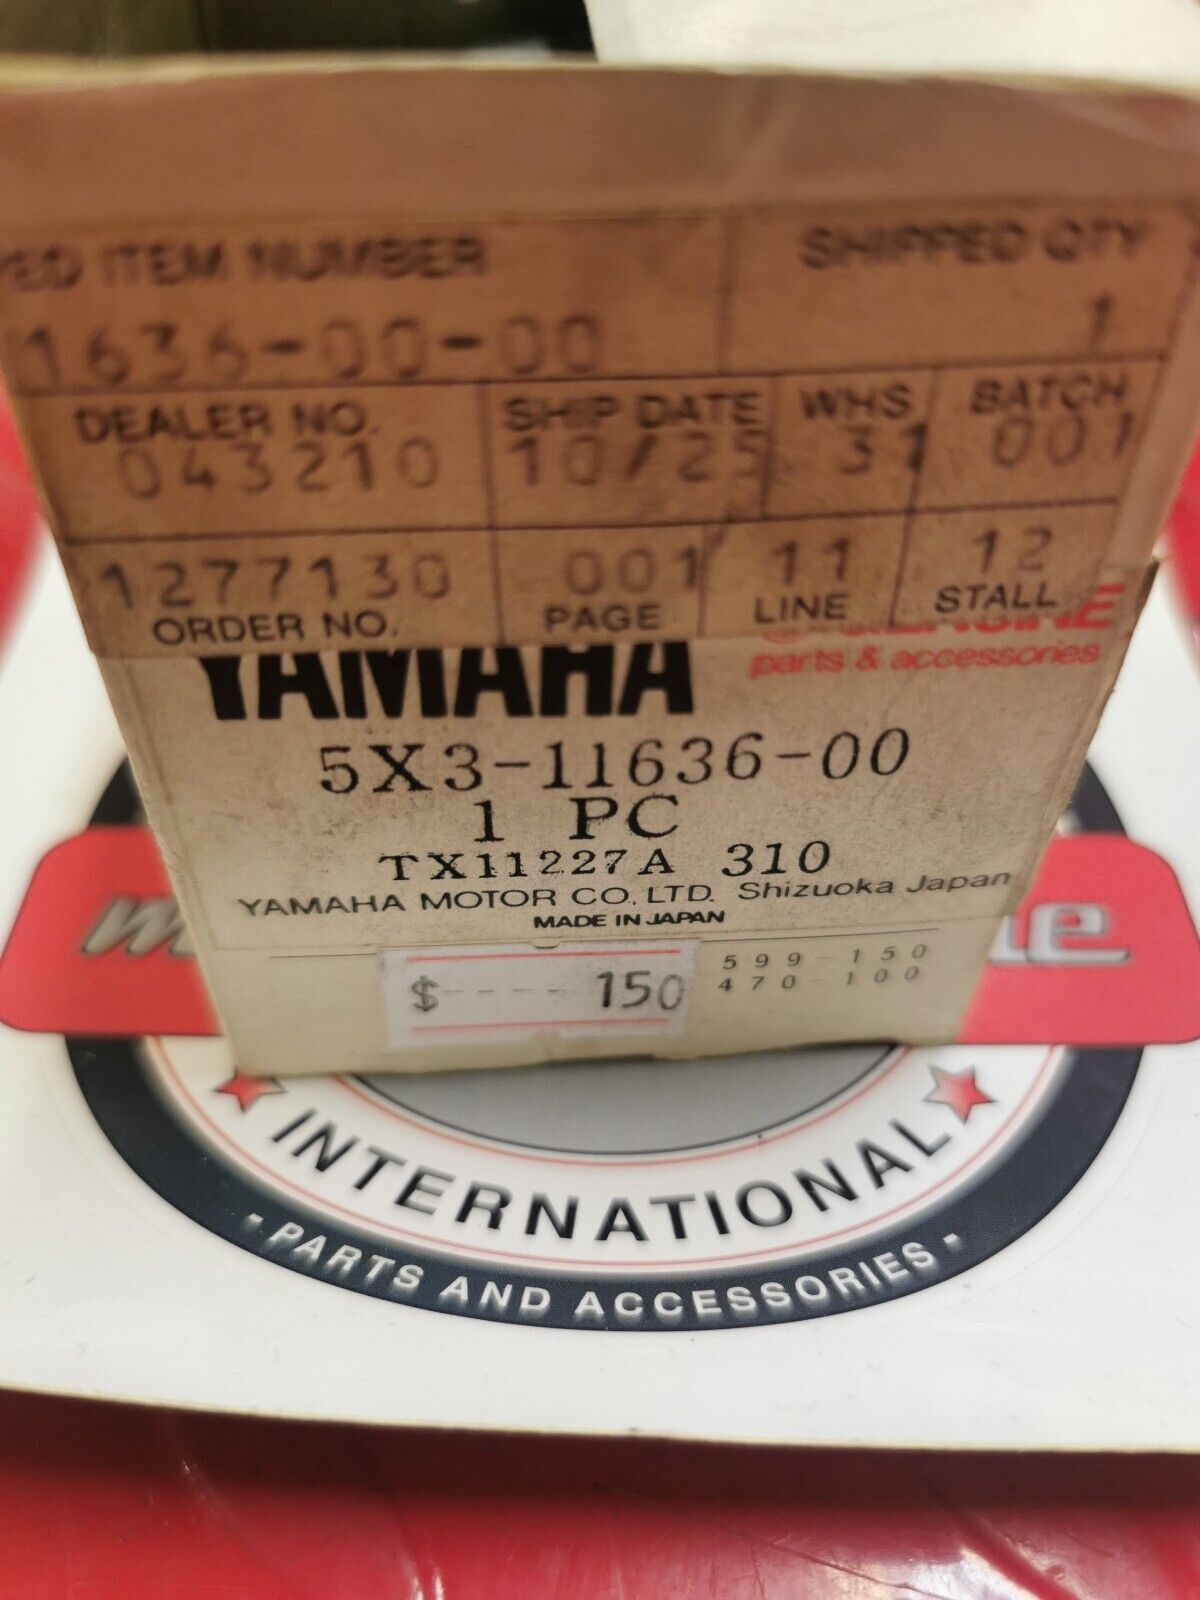 ITEM NUMBER SHIPPED QTY
1636-00-00 1
DEALER NO. SHIP DATE WHS BATCH
043210 10/25 31 001
1277130 001 11 12
ORDER NO. PAGE LINE STALL
YAMAHA GENUINE
parts & accessories
5X3-11636-00
1 PC
TX11227A 310
YAMAHA MOTOR CO., LTD. Shizuoka Japan
MADE IN JAPAN
$----150
599-150
470-100
INTERNATIONAL
- PARTS AND ACCESSORIES -